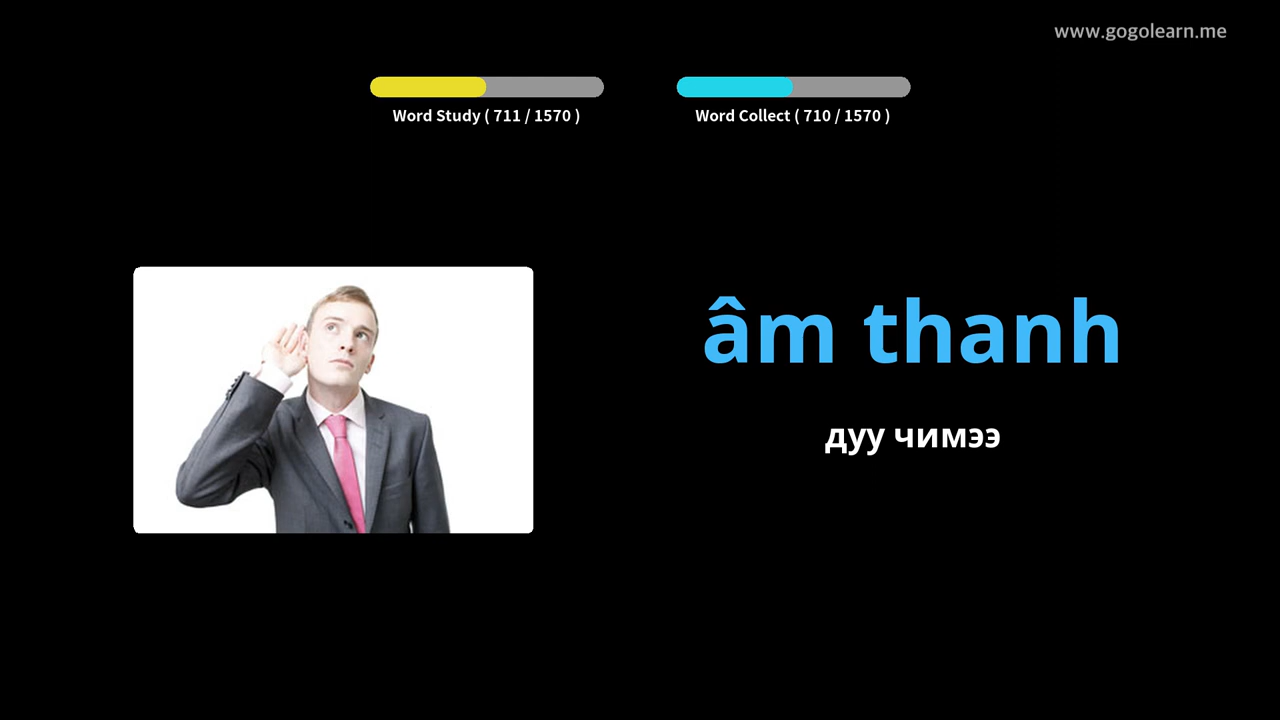 www.gogolearn.me
Word Study ( 711 / 1570 )
Word Collect ( 710 / 1570 )
âm thanh
дуу чимээ